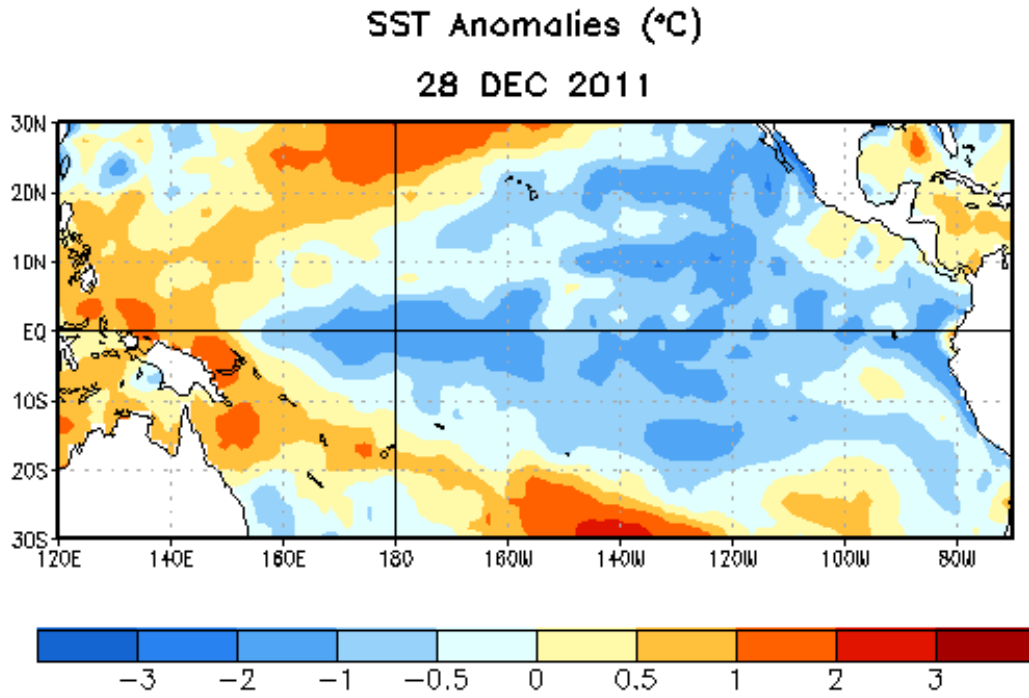 SST Anomalies (°C)
28 DEC 2011
30N
20N
10N
EQ
10S
20S
30S
120E 140E 160E 180 160W 140W 120W 100W 80W
-3 -2 -1 -0.5 0 0.5 1 2 3